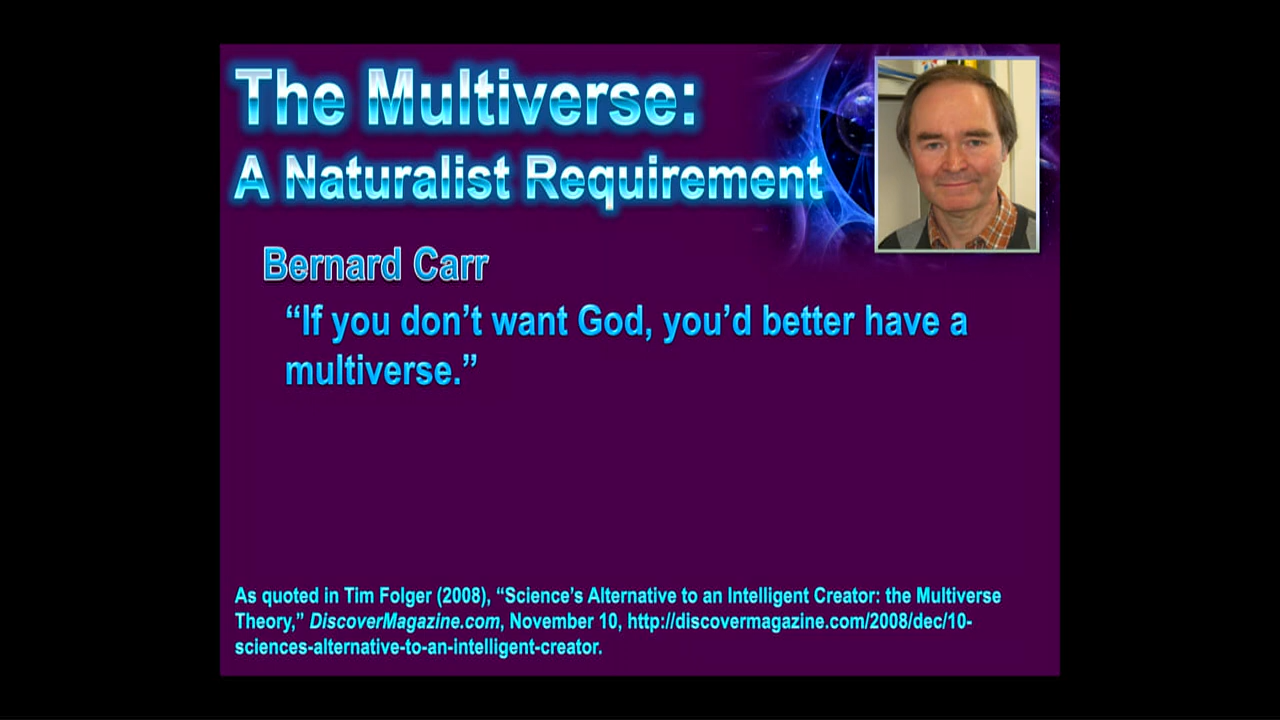 The Multiverse:
A Naturalist Requirement
Bernard Carr
“If you don’t want God, you’d better have a
multiverse.”
As quoted in Tim Folger (2008), “Science’s Alternative to an Intelligent Creator: the Multiverse
Theory,” DiscoverMagazine.com, November 10, http://discovermagazine.com/2008/dec/10-
sciences-alternative-to-an-intelligent-creator.